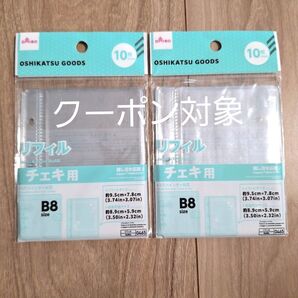 DAISO
10枚
OSHIKATSU GOODS
リフィル
チェキ用
B8
size
約9.5cm×7.8cm
(3.74in×3.07in)
約8.9cm×5.9cm
(3.50in×2.32in)
DAISO
10枚
OSHIKATSU GOODS
リフィル
チェキ用
B8
size
約9.5cm×7.8cm
(3.74in×3.07in)
約8.9cm×5.9cm
(3.50in×2.32in)
クーポン対象